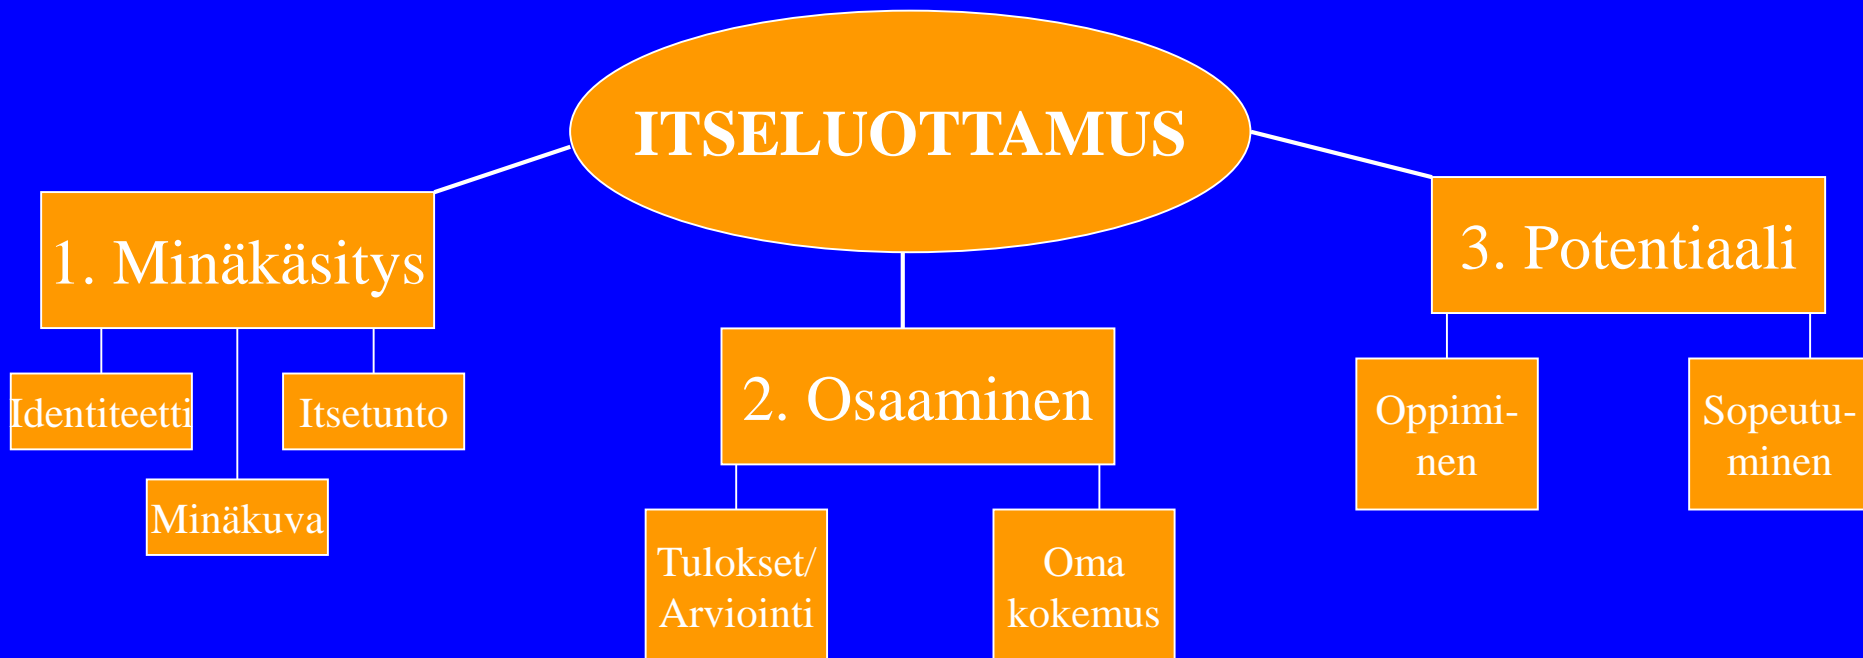 ITSELUOTTAMUS
1. Minäkäsitys
Identiteetti
Minäkuva
Itsetunto
2. Osaaminen
Tulokset/
Arviointi
Oma
kokemus
3. Potentiaali
Oppimi-
nen
Sopeutu-
minen